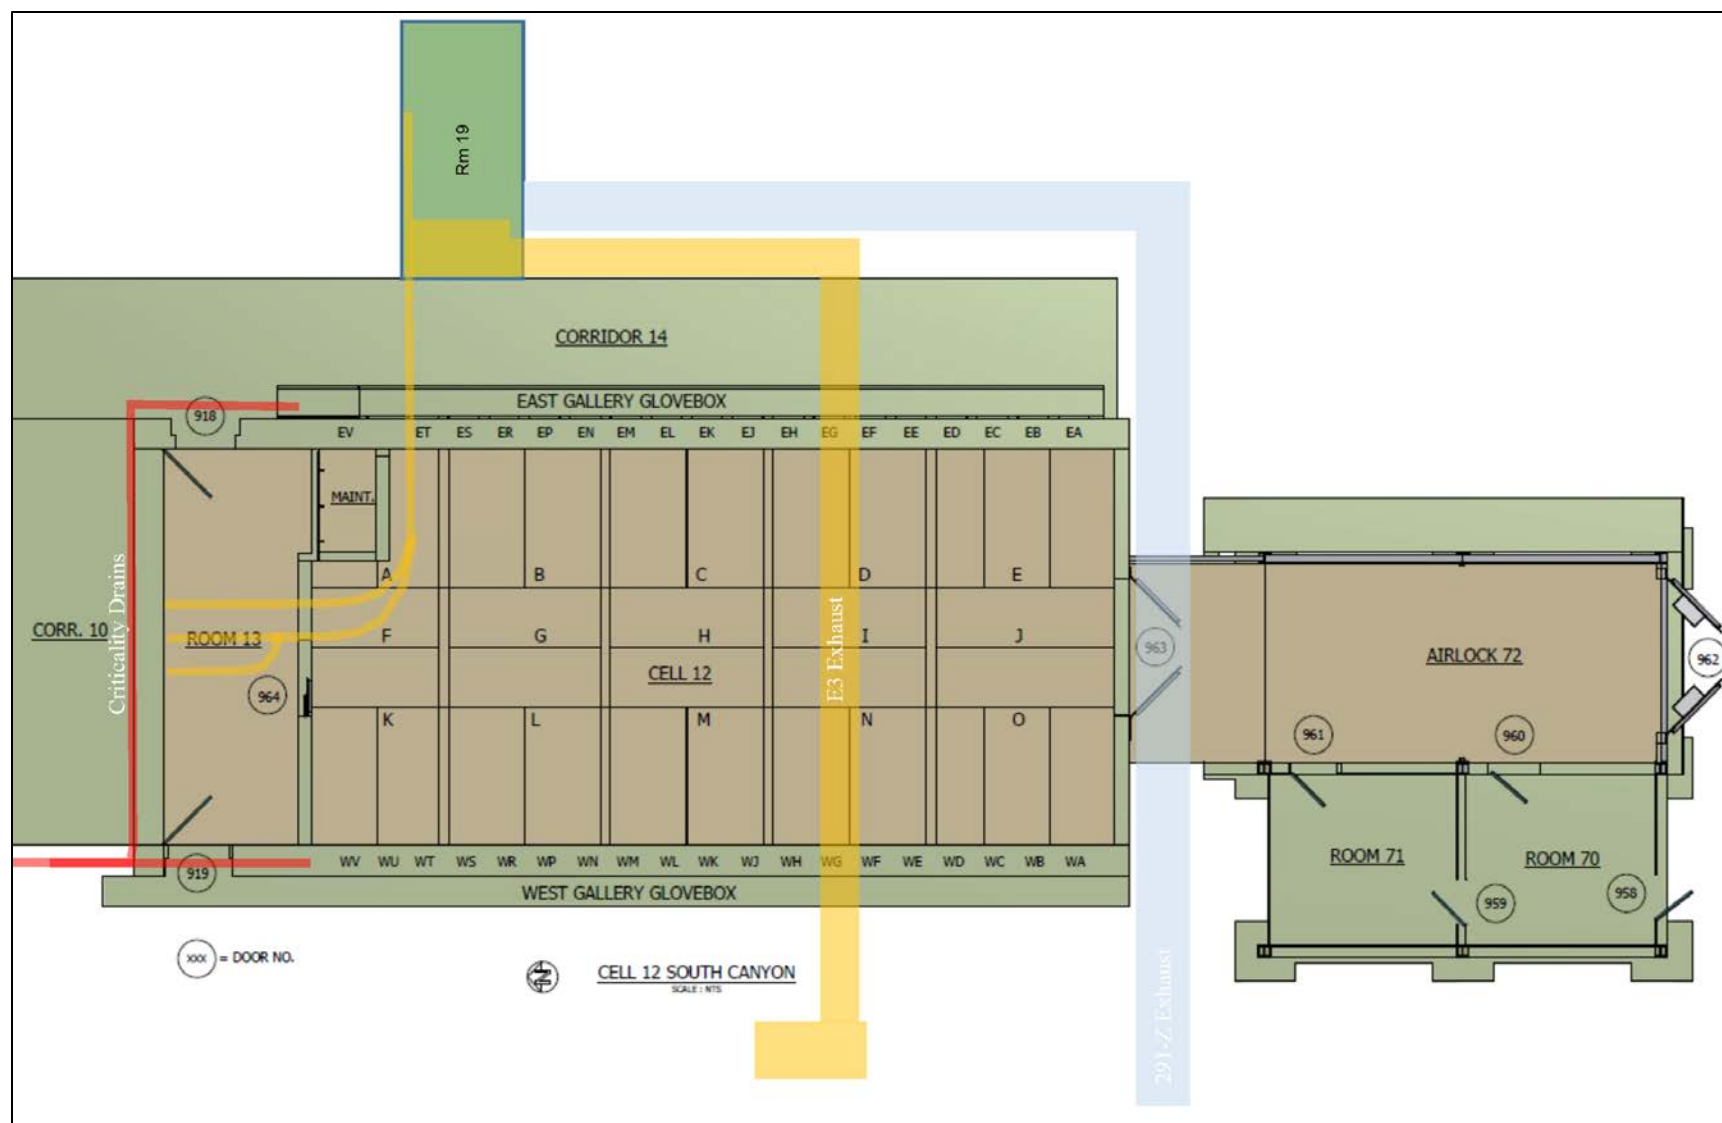 Rm 19
CORRIDOR 14
EAST GALLERY GLOVEBOX
918
EV ET ES ER EP EN EM EL EK EJ EH EG EF EE ED EC EB EA
MAINT.
A B C D E
Criticality Drains
CORR. 10
ROOM 13
F G H I J
E3 Exhaust
963
AIRLOCK 72
962
964
CELL 12
K L M N O
961
960
WV WU WT WS WR WP WN WM WL WK WJ WH WG WF WE WD WC WB WA
919
WEST GALLERY GLOVEBOX
ROOM 71
ROOM 70
959
958
xxx = DOOR NO.
N
CELL 12 SOUTH CANYON
SCALE : NTS
291-Z Exhaust